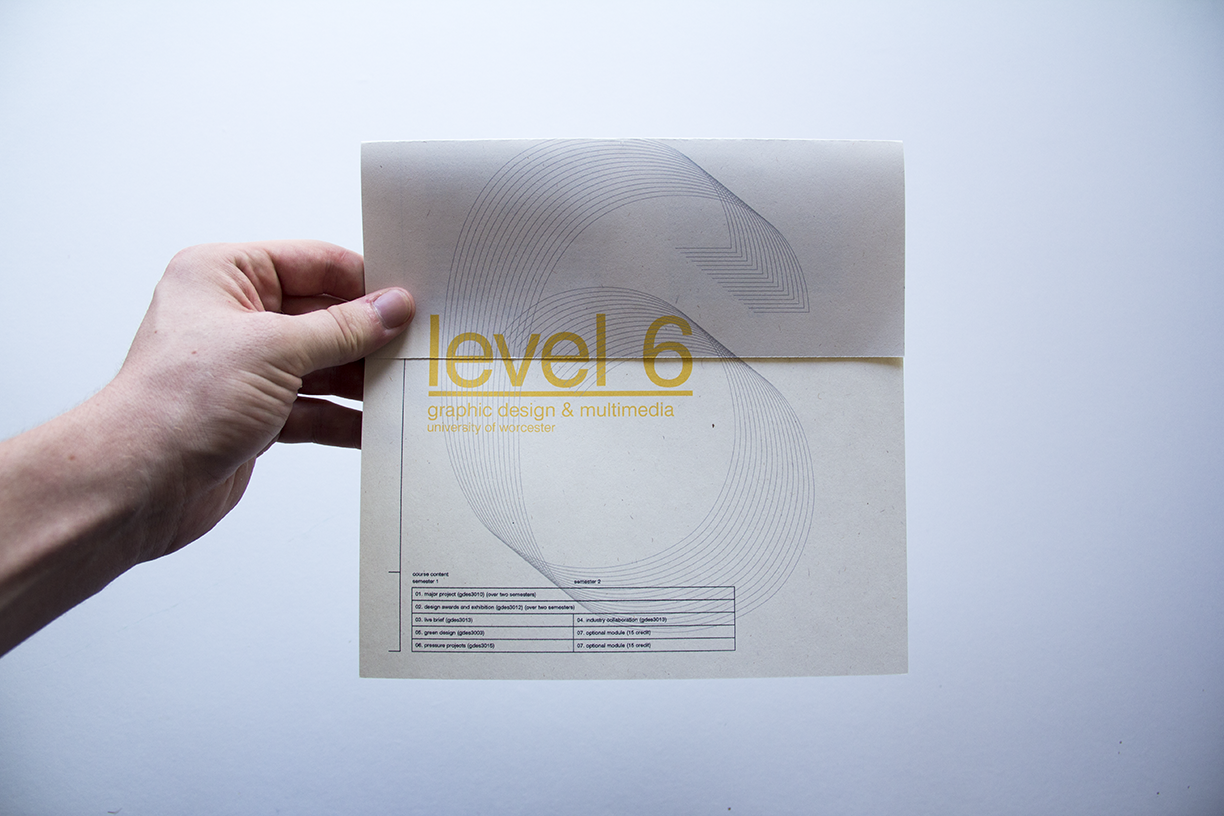 level 6
graphic design & multimedia
university of worcester
course content
semester 1 semester 2
01. major project (gdes3010) (over two semesters)
02. design awards and exhibition (gdes3012) (over two semesters)
03. live brief (gdes3013) 04. industry collaboration (gdes3013)
05. green design (gdes3003) 07. optional module (15 credit)
06. pressure projects (gdes3015) 07. optional module (15 credit)